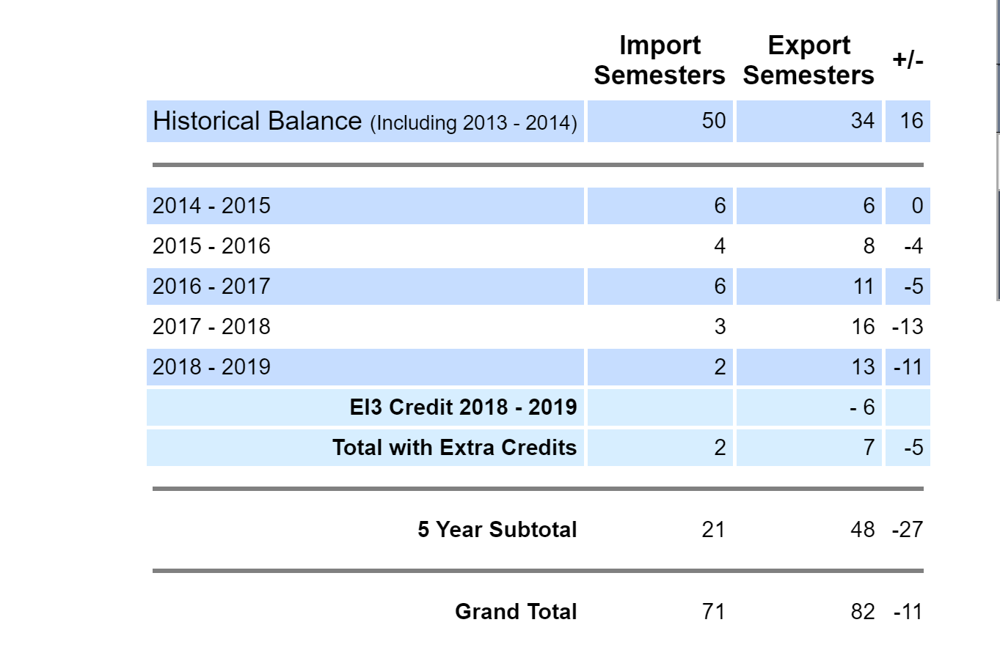 Import Semesters Export Semesters +/-
Historical Balance (Including 2013 - 2014) 50 34 16
2014 - 2015 6 6 0
2015 - 2016 4 8 -4
2016 - 2017 6 11 -5
2017 - 2018 3 16 -13
2018 - 2019 2 13 -11
EI3 Credit 2018 - 2019 - 6
Total with Extra Credits 2 7 -5
5 Year Subtotal 21 48 -27
Grand Total 71 82 -11